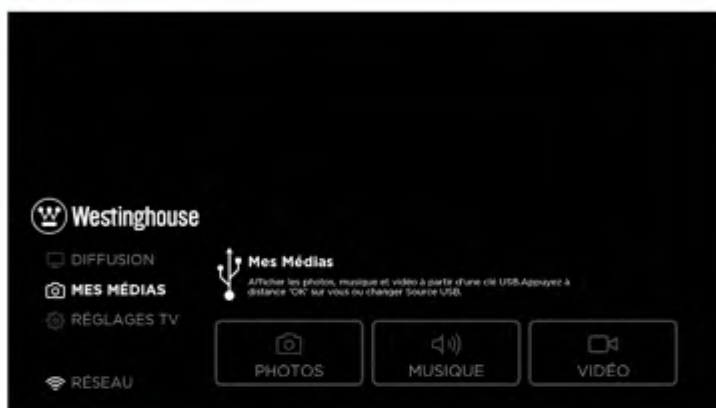 Westinghouse
DIFFUSION
MES MÉDIAS
RÉGLAGES TV
RÉSEAU
Mes Médias
Afficher les photos, musique et vidéo à partir d'une clé USB.Appuyez à
distance "OK" sur vous ou changer Source USB.
PHOTOS
MUSIQUE
VIDÉO